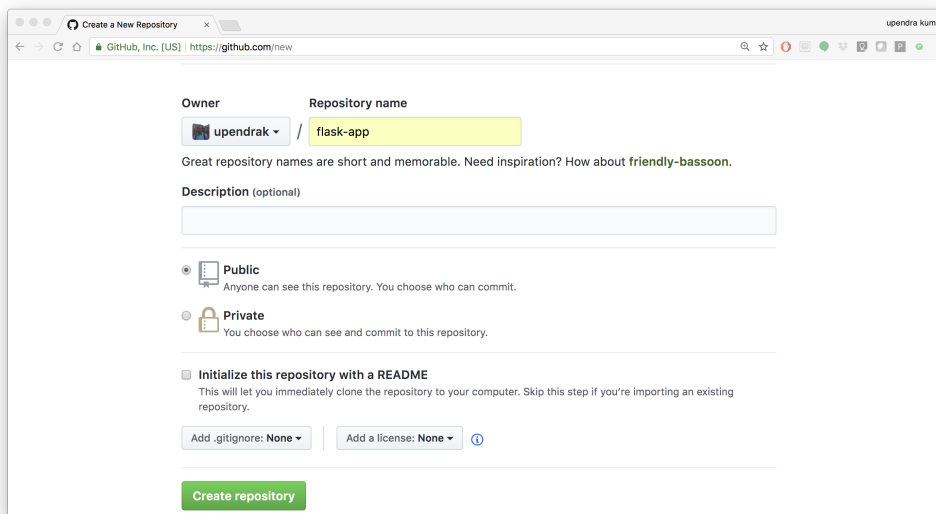 Create a New Repository
upendra kum
GitHub, Inc. [US] https://github.com/new
Owner Repository name
upendrak / flask-app
Great repository names are short and memorable. Need inspiration? How about friendly-bassoon.
Description (optional)
Public
Anyone can see this repository. You choose who can commit.
Private
You choose who can see and commit to this repository.
Initialize this repository with a README
This will let you immediately clone the repository to your computer. Skip this step if you're importing an existing
repository.
Add .gitignore: None Add a license: None
Create repository